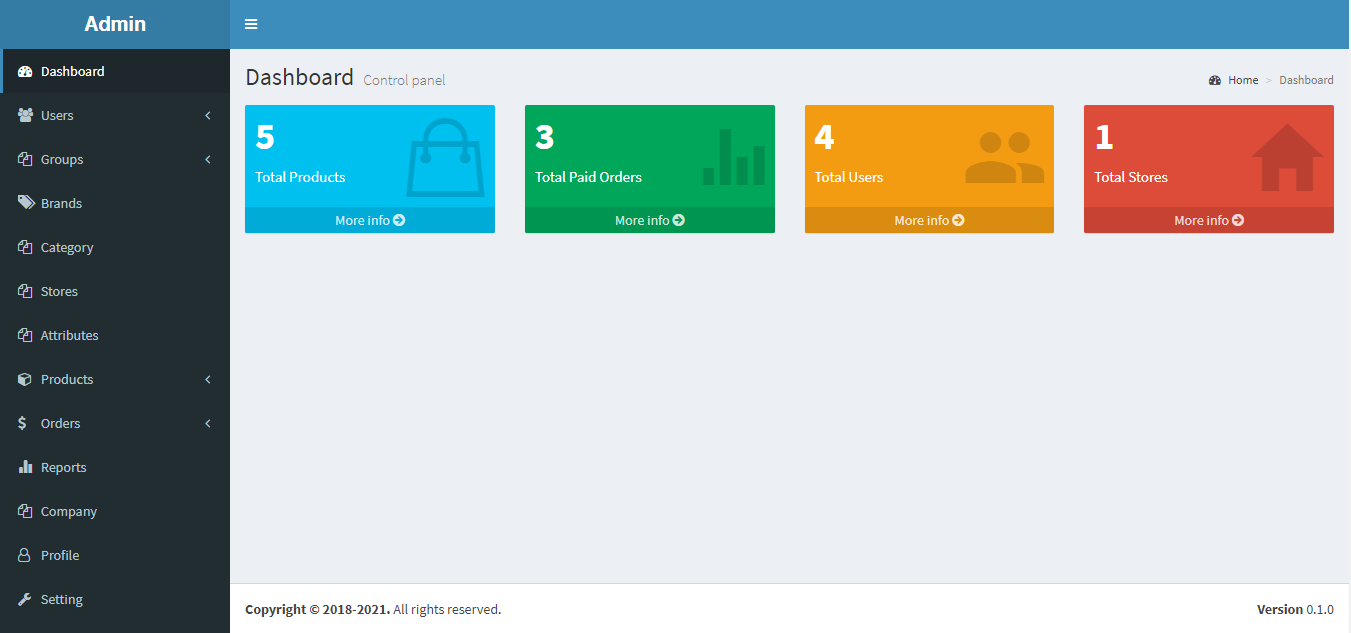 Admin
Dashboard
Users
Groups
Brands
Category
Stores
Attributes
Products
Orders
Reports
Company
Profile
Setting
Dashboard Control panel
Home > Dashboard
5
Total Products
More info
3
Total Paid Orders
More info
4
Total Users
More info
1
Total Stores
More info
Copyright © 2018-2021. All rights reserved.
Version 0.1.0